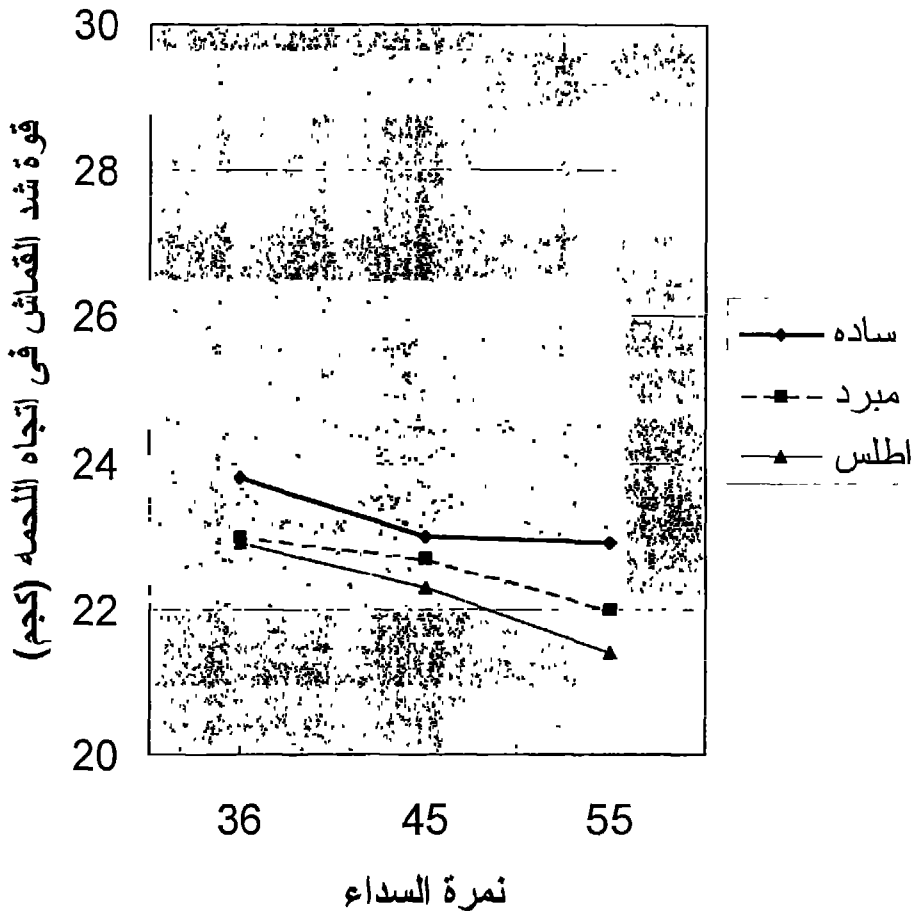 قوة شد القماش فى اتجاه اللحمه (كجم)
30
28
26
24
22
20
36 45 55
نمرة السداء
ساده
مبرد
اطلس